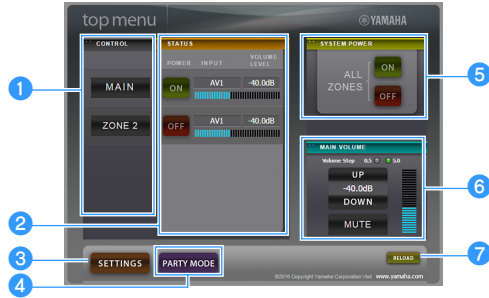 top menu
YAMAHA
CONTROL
STATUS
SYSTEM POWER
POWER INPUT VOLUME LEVEL
MAIN
ON AV1 -40.0dB
ZONE 2
OFF AV1 -40.0dB
ALL ZONES
ON
OFF
MAIN VOLUME
Volume Step 0.5 5.0
UP
-40.0dB
DOWN
MUTE
SETTINGS
PARTY MODE
RELOAD
©2016 Copyright Yamaha Corporation Visit www.yamaha.com
1
2
3
4
5
6
7